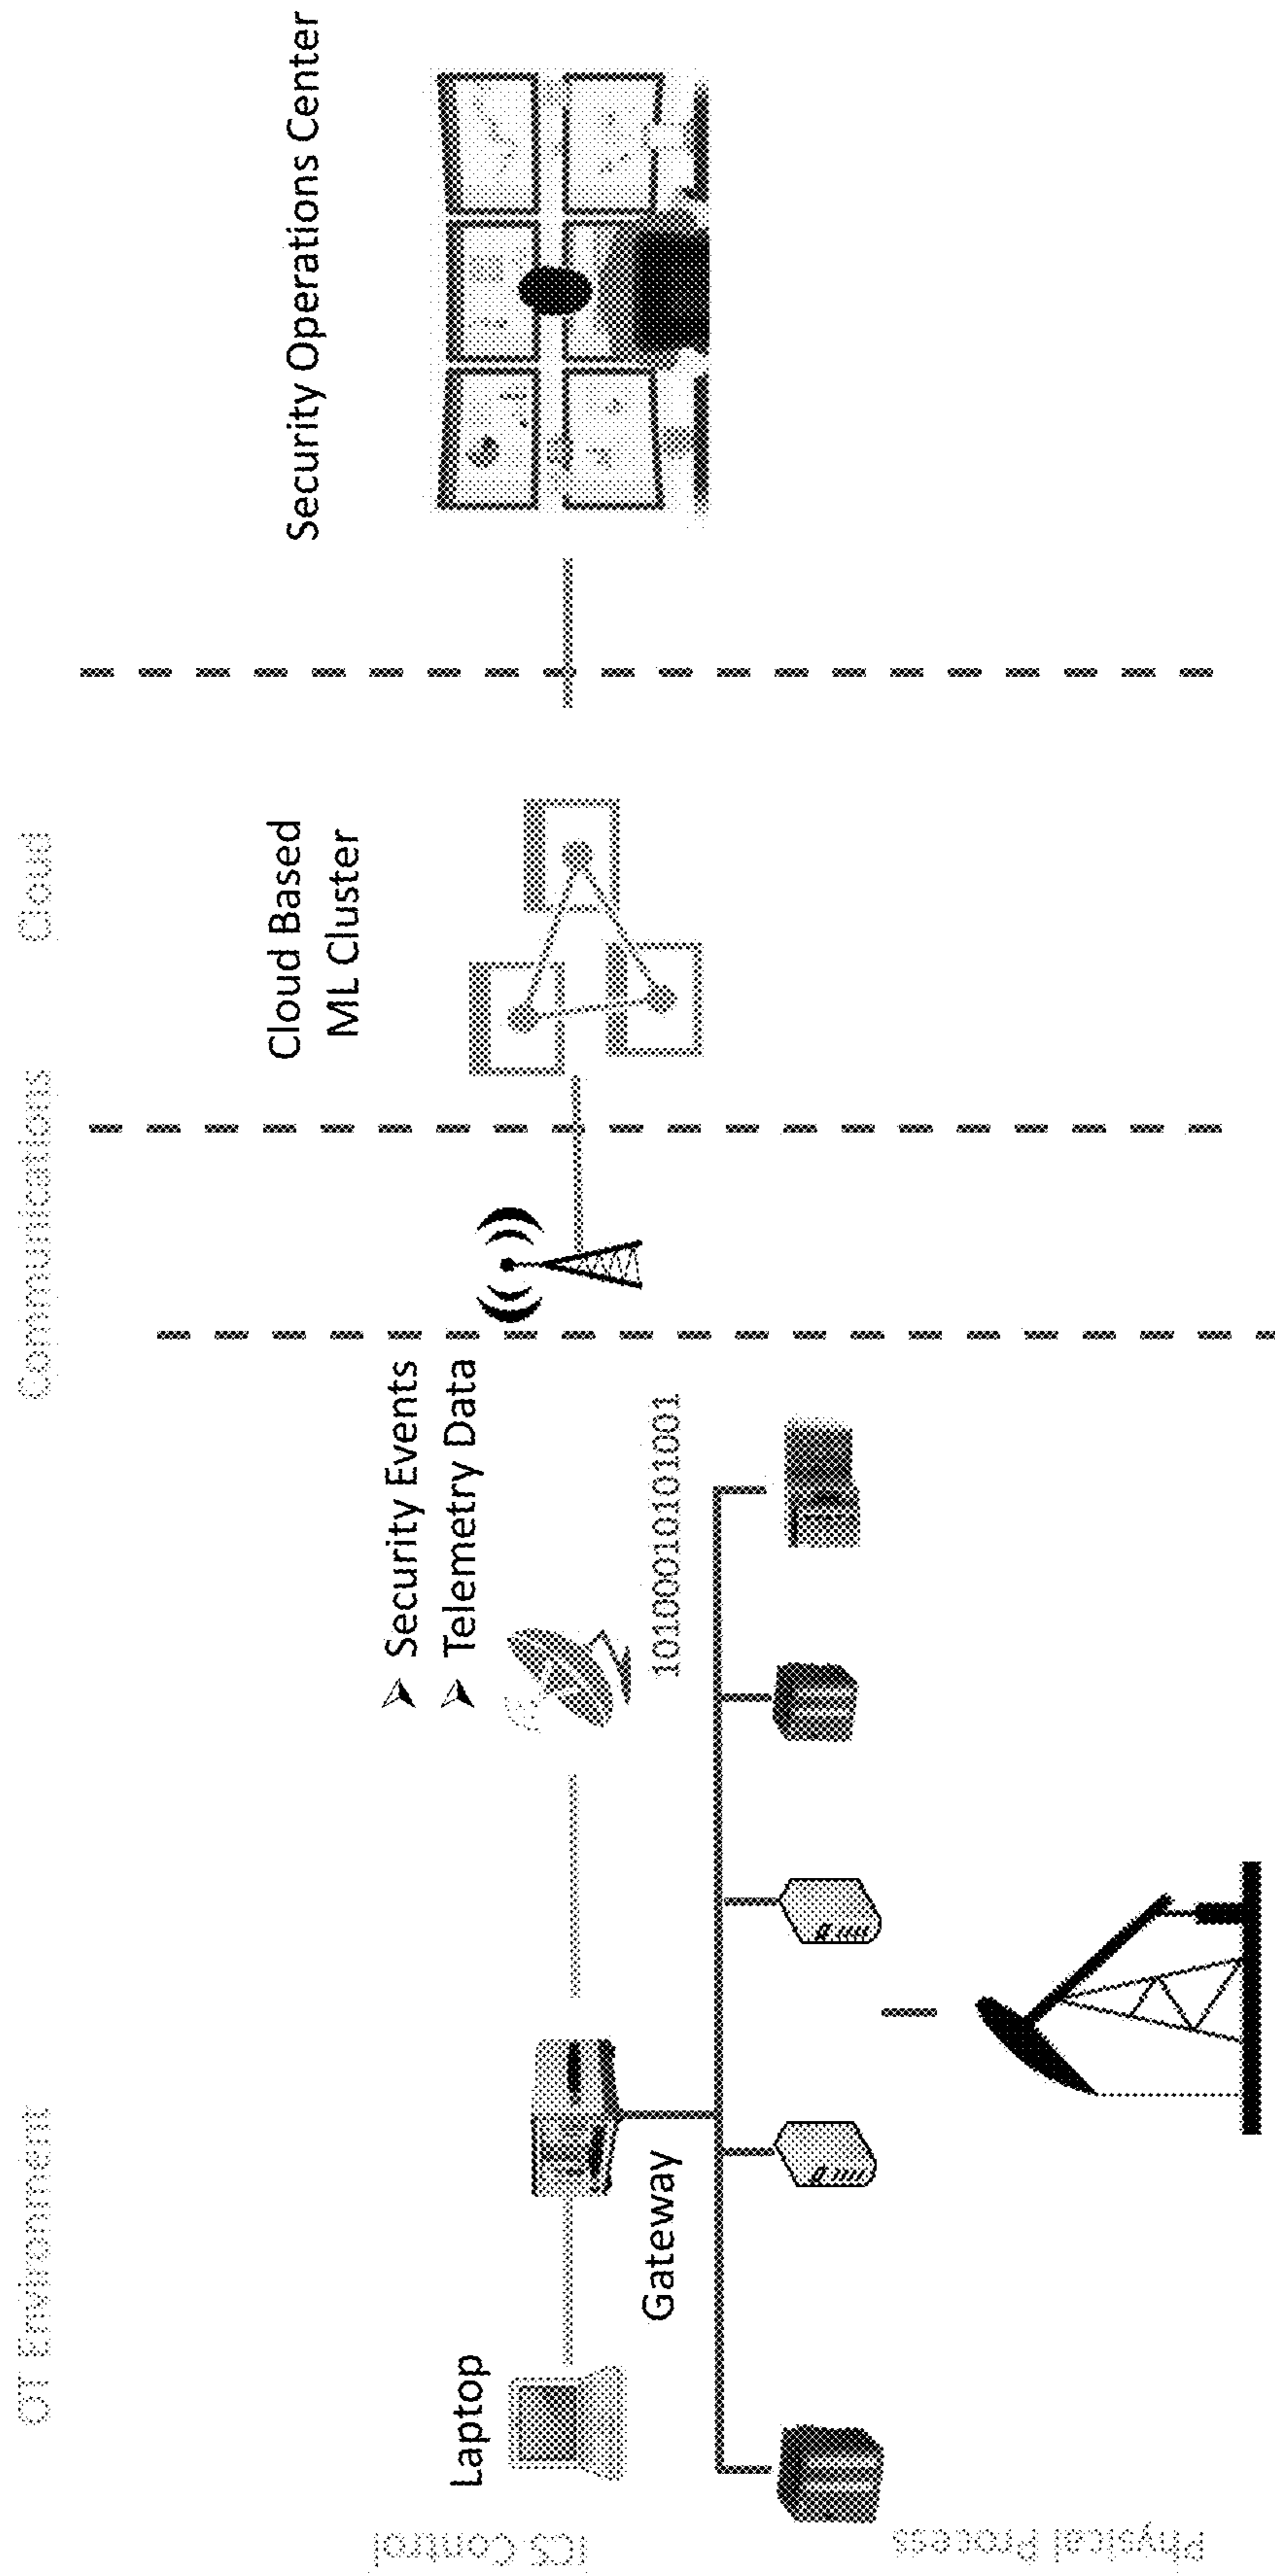 OT Environment
Communications
Cloud
Security Operations Center
Cloud Based
ML Cluster
➢ Security Events
➢ Telemetry Data
Laptop
ICS Control
Gateway
1010001010101001
Physical Process